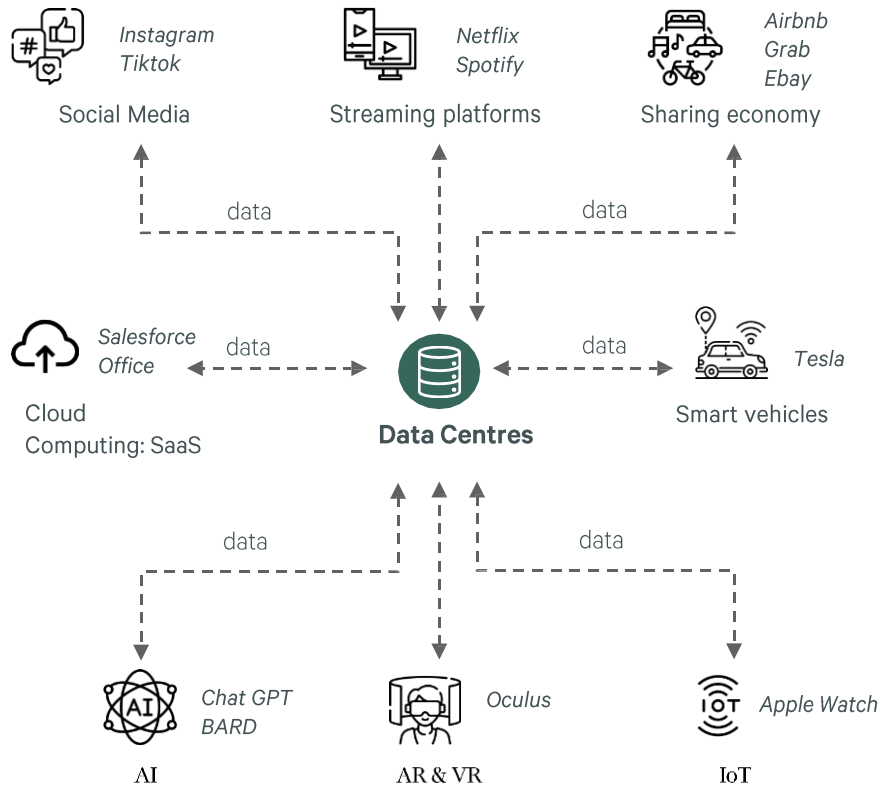 Instagram
Tiktok
Social Media
Netflix
Spotify
Streaming platforms
Airbnb
Grab
Ebay
Sharing economy
data
data
Salesforce
Office
data
Cloud
Computing: SaaS
Data Centres
data
Tesla
Smart vehicles
data
data
AI
Chat GPT
BARD
AI
Oculus
AR & VR
IOT
Apple Watch
IoT
#